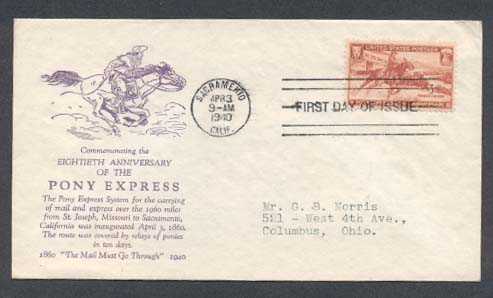 UNITED STATES POSTAGE
SACRAMENTO
APR 3
9-AM
1940
CALIF.
FIRST DAY OF ISSUE
Commemorating the
EIGHTIETH ANNIVERSARY
OF THE
PONY EXPRESS
The Pony Express System for the carrying
of mail and express over the 1960 miles
from St. Joseph, Missouri to Sacramento,
California was inaugurated April 3, 1860.
The route was covered by relays of ponies
in ten days.
1860 "The Mail Must Go Through" 1940
Mr. G. B. Norris
521 - West 4th Ave.,
Columbus, Ohio.